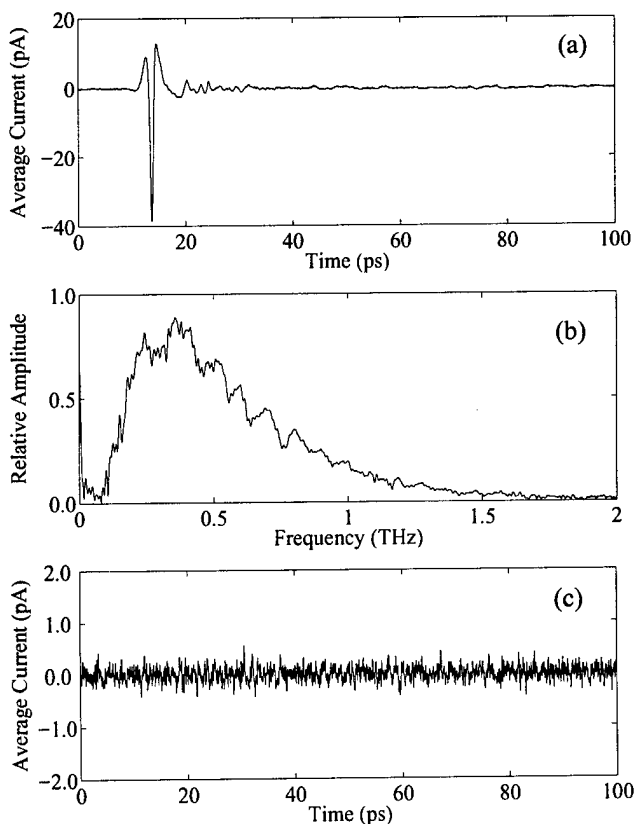 (a)
Average Current (pA)
20
0
−20
−40
0 20 40 60 80 100
Time (ps)
(b)
Relative Amplitude
1.0
0.5
0.0
0 0.5 1 1.5 2
Frequency (THz)
(c)
Average Current (pA)
2.0
1.0
0.0
−1.0
−2.0
0 20 40 60 80 100
Time (ps)